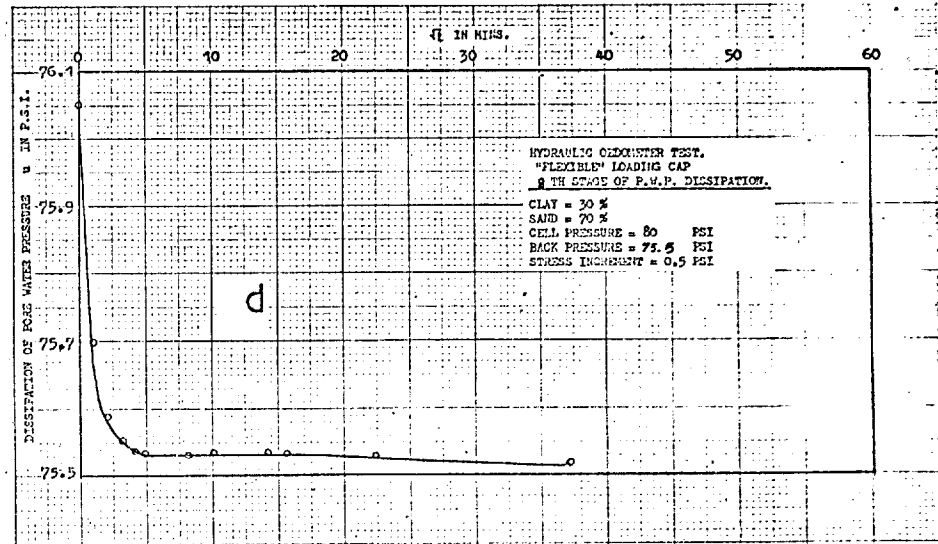 √t IN MINS.
0 10 20 30 40 50 60
76.1
75.9
75.7
75.5
DISSIPATION OF PORE WATER PRESSURE u IN P.S.I.
HYDRAULIC OEDOMETER TEST.
"FLEXIBLE" LOADING CAP
9 TH STAGE OF P.W.P. DISSIPATION.
CLAY = 30 %
SAND = 70 %
CELL PRESSURE = 80 PSI
BACK PRESSURE = 75.5 PSI
STRESS INCREMENT = 0.5 PSI
d